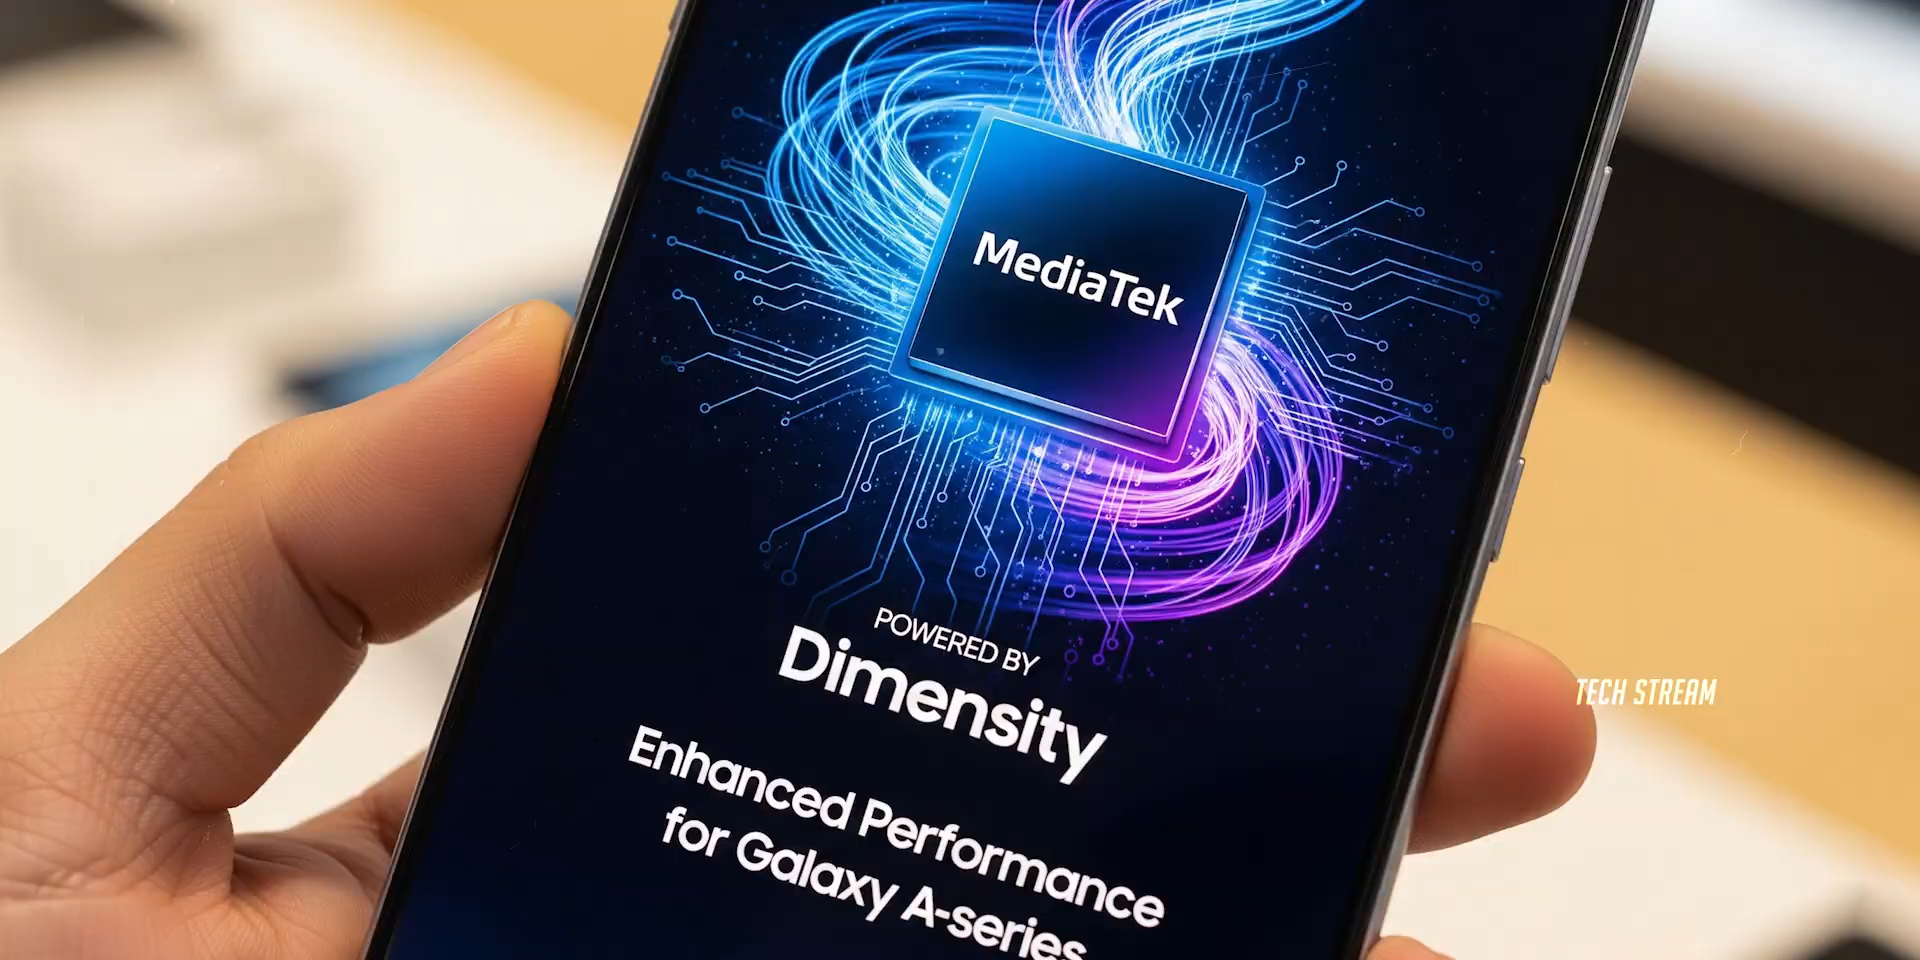 MediaTek
POWERED BY
Dimensity
Enhanced Performance
for Galaxy A-series
TECH STREAM